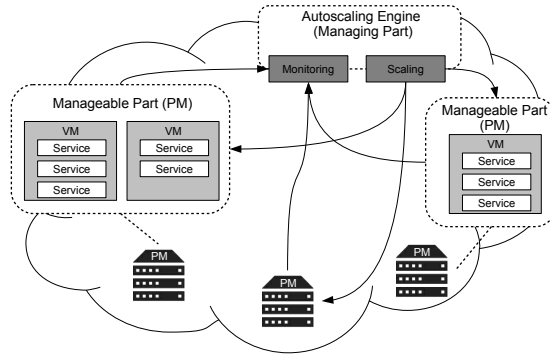 Autoscaling Engine
(Managing Part)
Monitoring
Scaling
Manageable Part (PM)
VM
Service
Service
Service
VM
Service
Service
Manageable Part
(PM)
VM
Service
Service
Service
PM
PM
PM